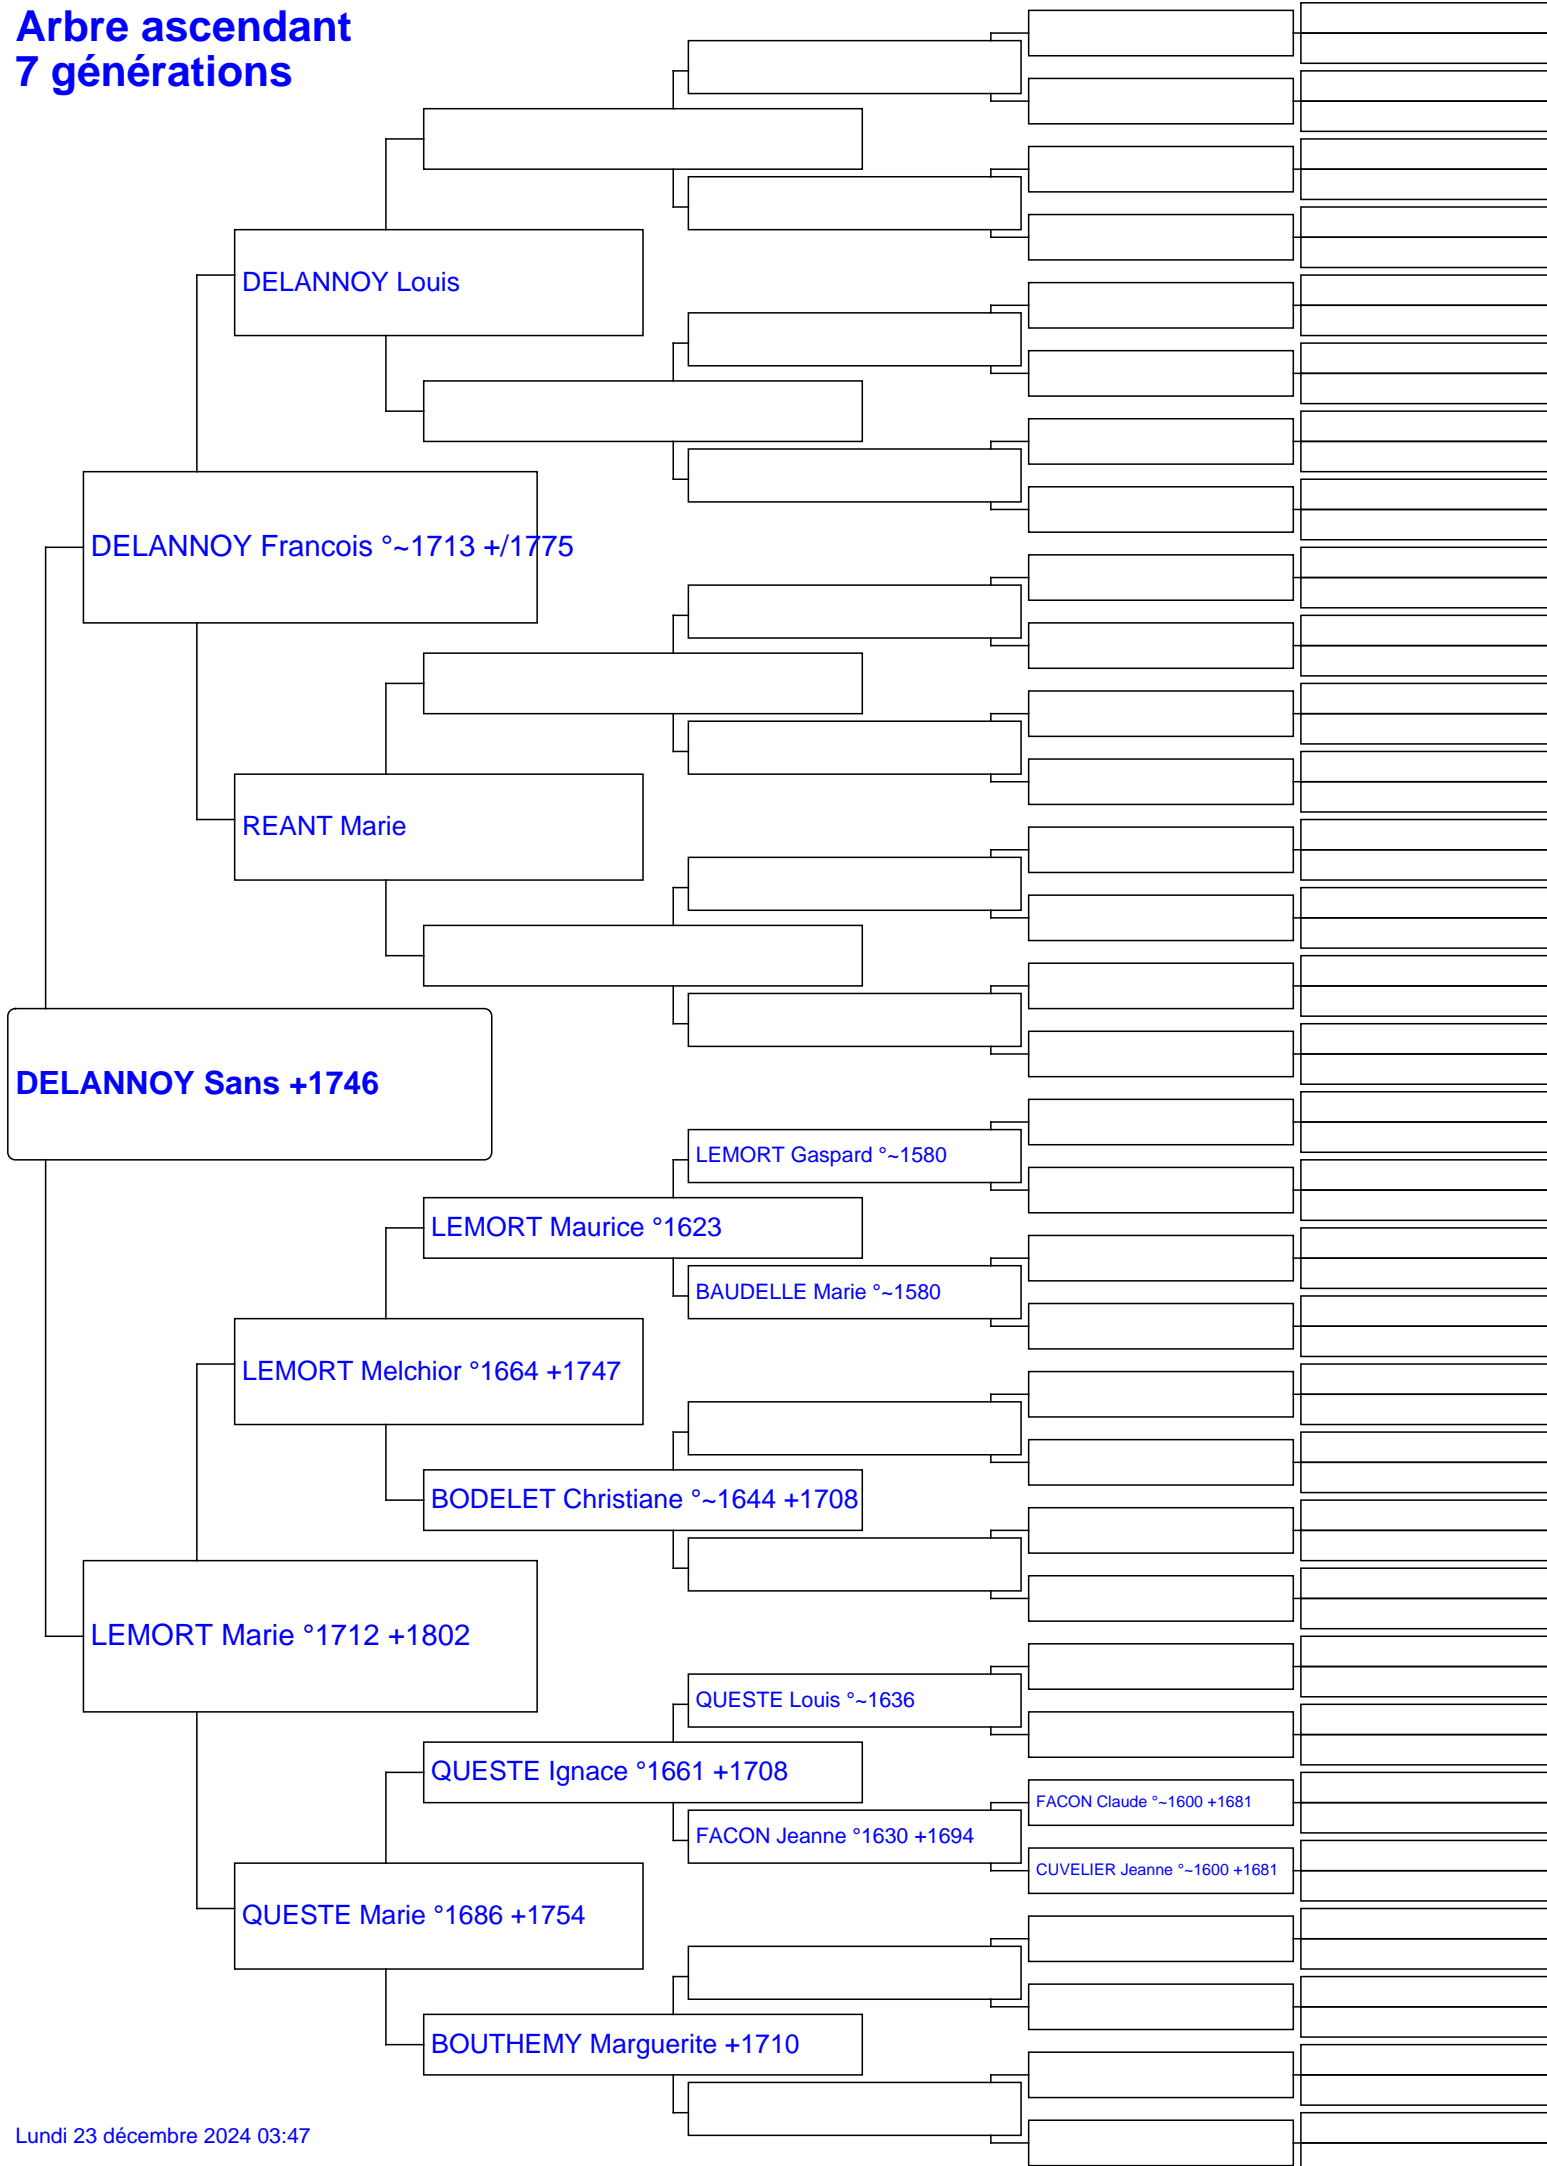 Arbre ascendant
7 générations
DELANNOY Louis
DELANNOY Francois °~1713 +/1775
REANT Marie
DELANNOY Sans +1746
LEMORT Gaspard °~1580
LEMORT Maurice °1623
BAUDELLE Marie °~1580
LEMORT Melchior °1664 +1747
BODELET Christiane °~1644 +1708
LEMORT Marie °1712 +1802
QUESTE Louis °~1636
QUESTE Ignace °1661 +1708
FACON Claude °~1600 +1681
FACON Jeanne °1630 +1694
CUVELIER Jeanne °~1600 +1681
QUESTE Marie °1686 +1754
BOUTHEMY Marguerite +1710
Lundi 23 décembre 2024 03:47